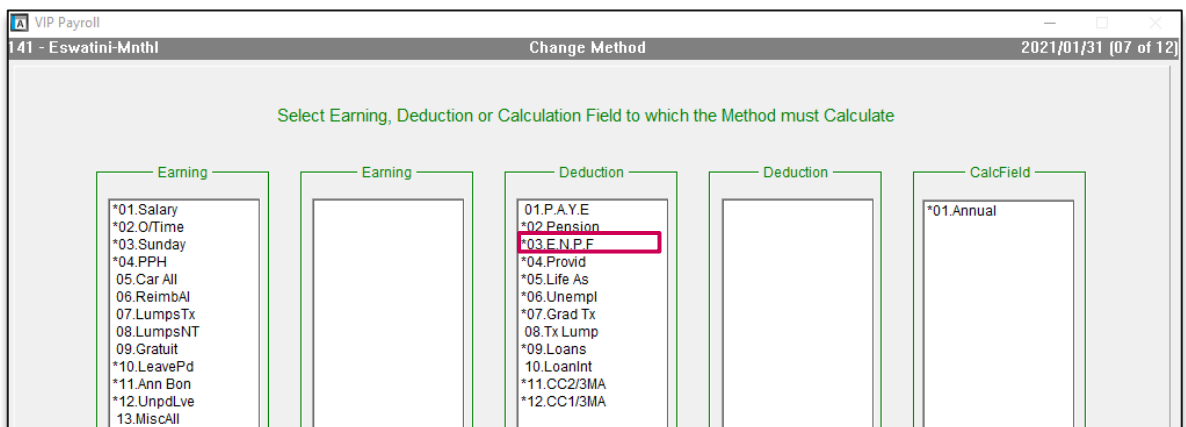 VIP Payroll
141 - Eswatini-Mnthl Change Method 2021/01/31 (07 of 12)
Select Earning, Deduction or Calculation Field to which the Method must Calculate
Earning
*01.Salary
*02.O/Time
*03.Sunday
*04.PPH
05.Car All
06.ReimbAl
07.LumpsTx
08.LumpsNT
09.Gratuit
*10.LeavePd
*11.Ann Bon
*12.UnpdLve
13.MiscAll
Earning
Deduction
01.P.A.Y.E
*02.Pension
*03.E.N.P.F
*04.Provid
*05.Life As
*06.Unempl
*07.Grad Tx
08.Tx Lump
*09.Loans
10.LoanInt
*11.CC2/3MA
*12.CC1/3MA
Deduction
CalcField
*01.Annual